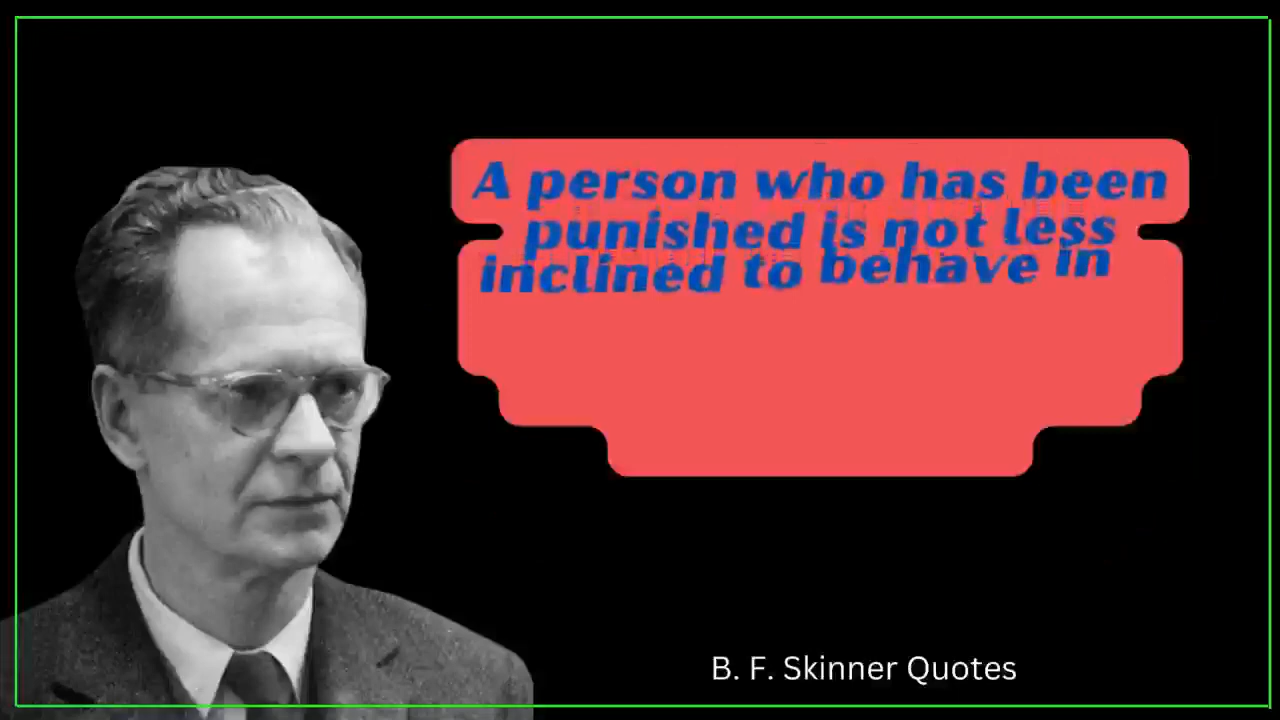 A person who has been
punished is not less
inclined to behave in
B. F. Skinner Quotes